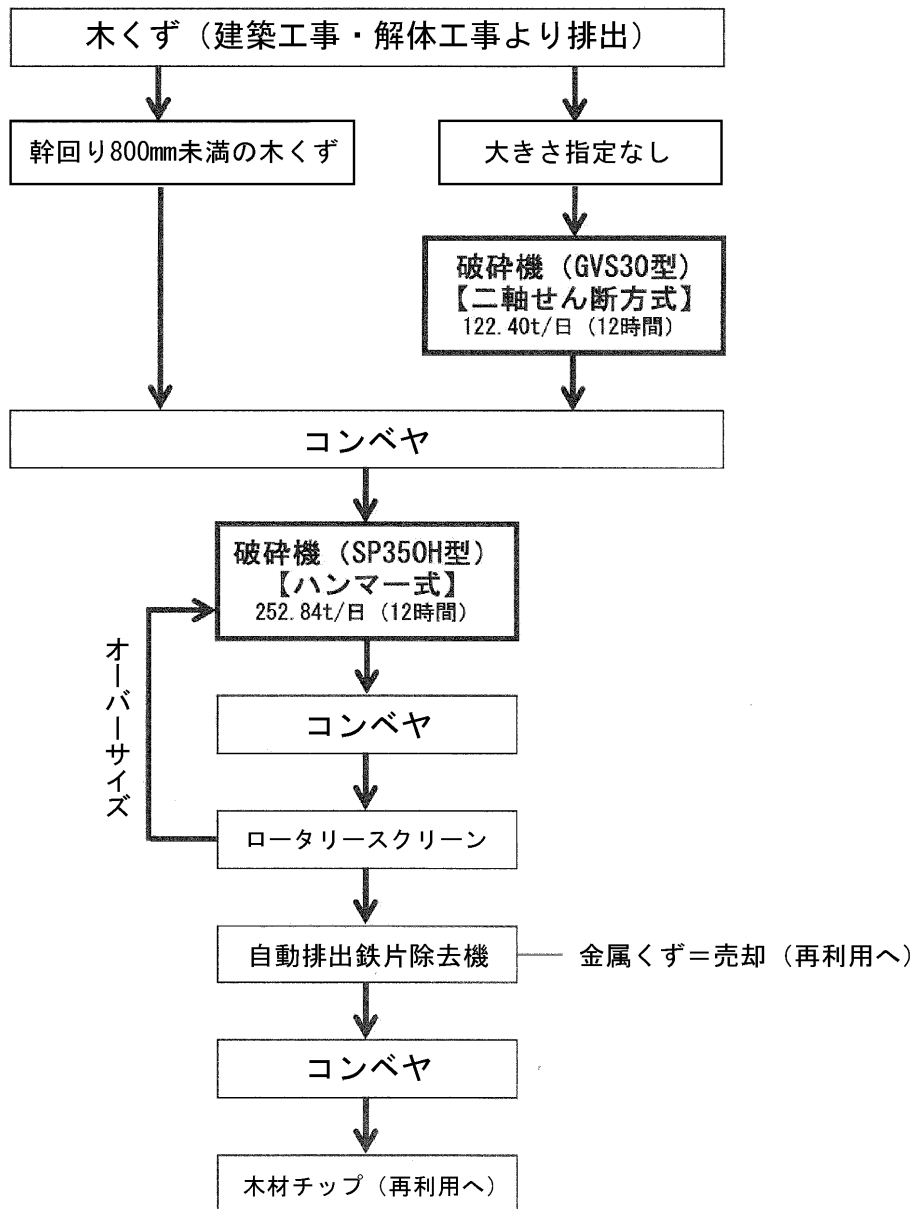 木くず（建築工事・解体工事より排出）
幹回り800mm未満の木くず
大きさ指定なし
破砕機（GVS30型）
【二軸せん断方式】
122.40t/日（12時間）
コンベヤ
破砕機（SP350H型）
【ハンマー式】
252.84t/日（12時間）
オーバーサイズ
コンベヤ
ロータリースクリーン
自動排出鉄片除去機
金属くず＝売却（再利用へ）
コンベヤ
木材チップ（再利用へ）